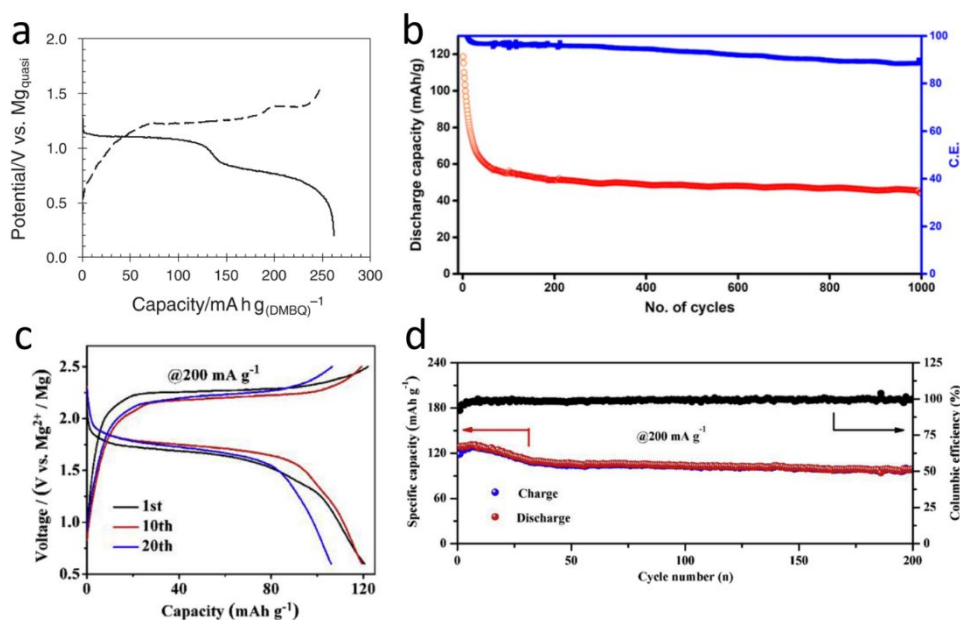 a
Potential/V vs. Mg quasi
2.0
1.5
1.0
0.5
0.0
0 50 100 150 200 250 300
Capacity/mA h g(DMBQ)⁻¹
b
Discharge capacity (mAh/g)
120
100
80
60
40
20
0
0 200 400 600 800 1000
No. of cycles
100
80
60
40
20
0
C.E.
c
@200 mA g⁻¹
Voltage / (V vs. Mg²⁺ / Mg)
2.5
2.0
1.5
1.0
0.5
1st
10th
20th
0 40 80 120
Capacity (mAh g⁻¹)
d
Specific capacity (mAh g⁻¹)
240
180
120
60
0
@200 mA g⁻¹
Charge
Discharge
0 50 100 150 200
Cycle number (n)
125
100
75
50
25
0
Columbic efficiency (%)